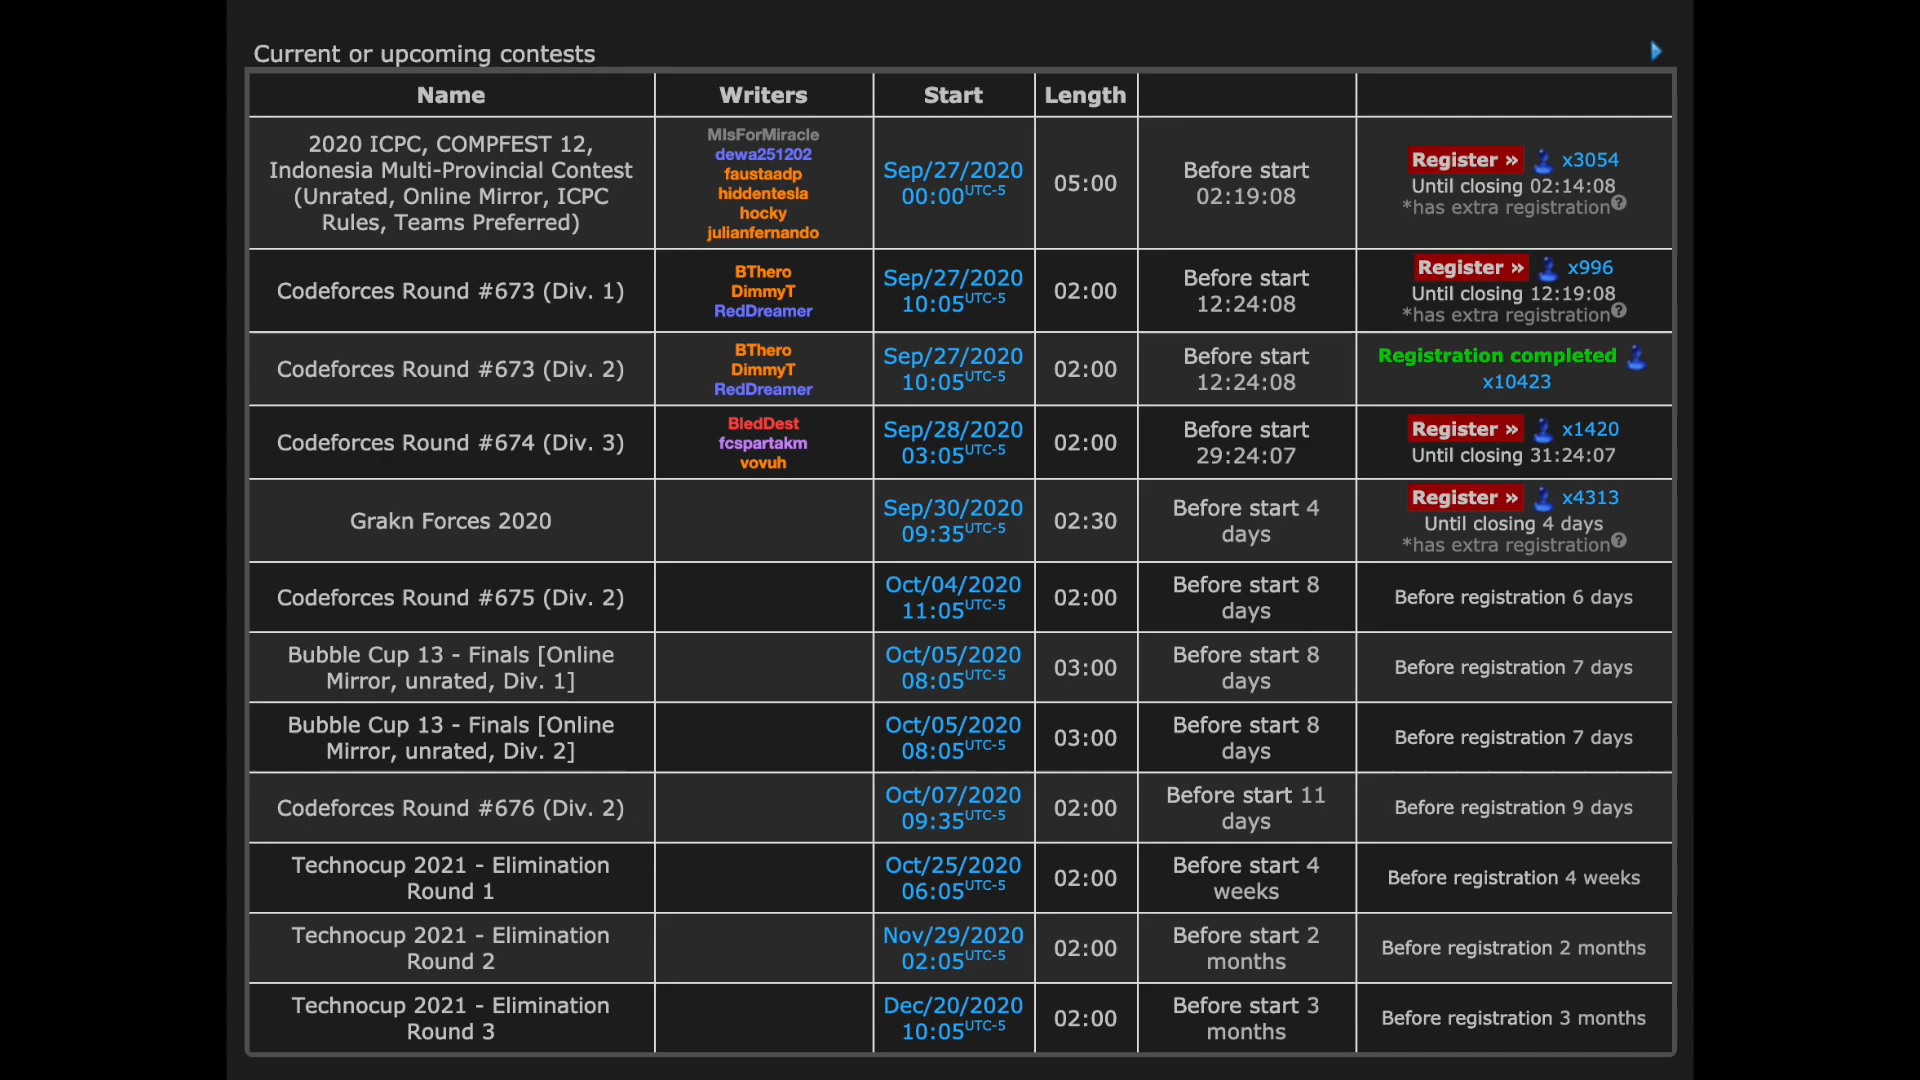 Current or upcoming contests
Name Writers Start Length
2020 ICPC, COMPFEST 12,
Indonesia Multi-Provincial Contest
(Unrated, Online Mirror, ICPC
Rules, Teams Preferred)
MIsForMiracle
dewa251202
faustaadp
hiddentesla
hocky
julianfernando
Sep/27/2020
00:00UTC-5
05:00
Before start
02:19:08
Register » x3054
Until closing 02:14:08
*has extra registration?
Codeforces Round #673 (Div. 1)
BThero
DimmyT
RedDreamer
Sep/27/2020
10:05UTC-5
02:00
Before start
12:24:08
Register » x996
Until closing 12:19:08
*has extra registration?
Codeforces Round #673 (Div. 2)
BThero
DimmyT
RedDreamer
Sep/27/2020
10:05UTC-5
02:00
Before start
12:24:08
Registration completed
x10423
Codeforces Round #674 (Div. 3)
BledDest
fcspartakm
vovuh
Sep/28/2020
03:05UTC-5
02:00
Before start
29:24:07
Register » x1420
Until closing 31:24:07
Grakn Forces 2020
Sep/30/2020
09:35UTC-5
02:30
Before start 4
days
Register » x4313
Until closing 4 days
*has extra registration?
Codeforces Round #675 (Div. 2)
Oct/04/2020
11:05UTC-5
02:00
Before start 8
days
Before registration 6 days
Bubble Cup 13 - Finals [Online
Mirror, unrated, Div. 1]
Oct/05/2020
08:05UTC-5
03:00
Before start 8
days
Before registration 7 days
Bubble Cup 13 - Finals [Online
Mirror, unrated, Div. 2]
Oct/05/2020
08:05UTC-5
03:00
Before start 8
days
Before registration 7 days
Codeforces Round #676 (Div. 2)
Oct/07/2020
09:35UTC-5
02:00
Before start 11
days
Before registration 9 days
Technocup 2021 - Elimination
Round 1
Oct/25/2020
06:05UTC-5
02:00
Before start 4
weeks
Before registration 4 weeks
Technocup 2021 - Elimination
Round 2
Nov/29/2020
02:05UTC-5
02:00
Before start 2
months
Before registration 2 months
Technocup 2021 - Elimination
Round 3
Dec/20/2020
10:05UTC-5
02:00
Before start 3
months
Before registration 3 months